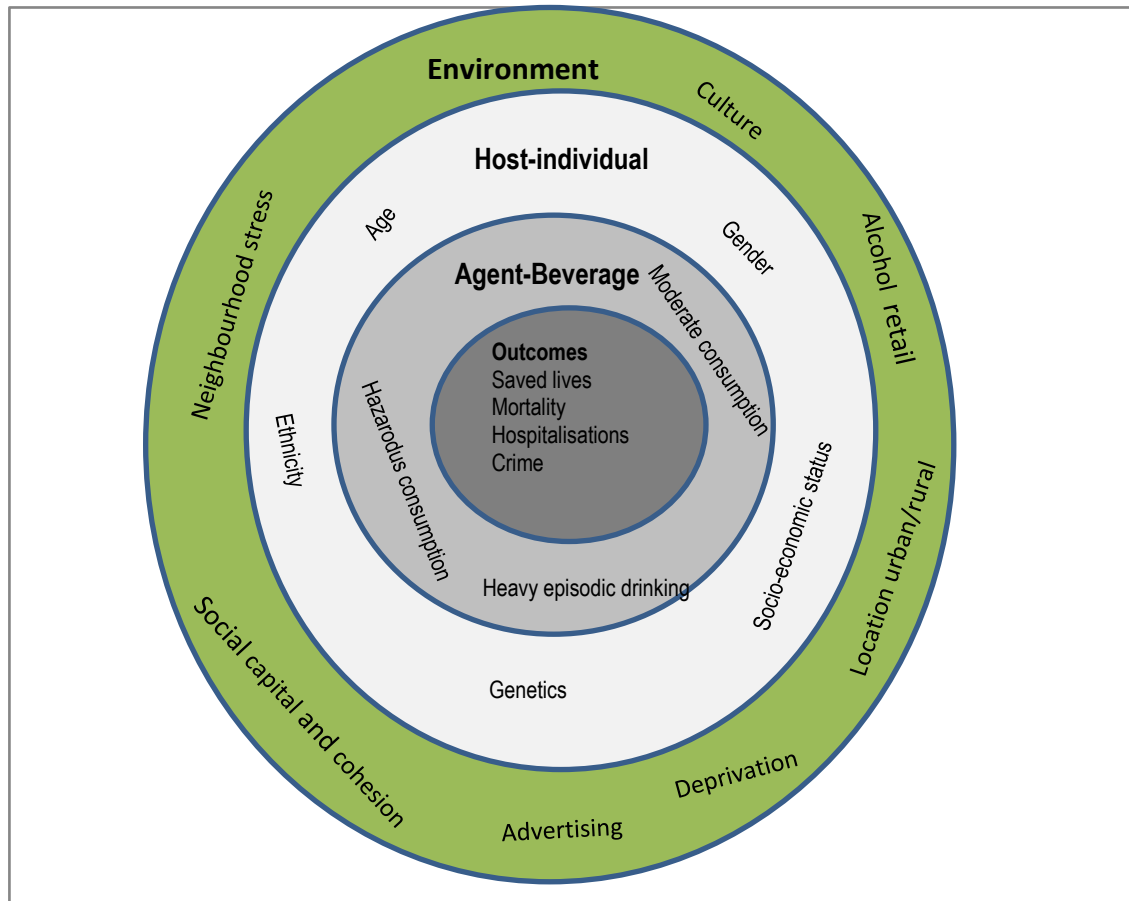 Environment
Culture
Alcohol retail
Location urban/rural
Deprivation
Advertising
Social capital and cohesion
Neighbourhood stress
Host-individual
Age
Gender
Socio-economic status
Genetics
Ethnicity
Agent-Beverage
Moderate consumption
Heavy episodic drinking
Hazarodus consumption
Outcomes
Saved lives
Mortality
Hospitalisations
Crime